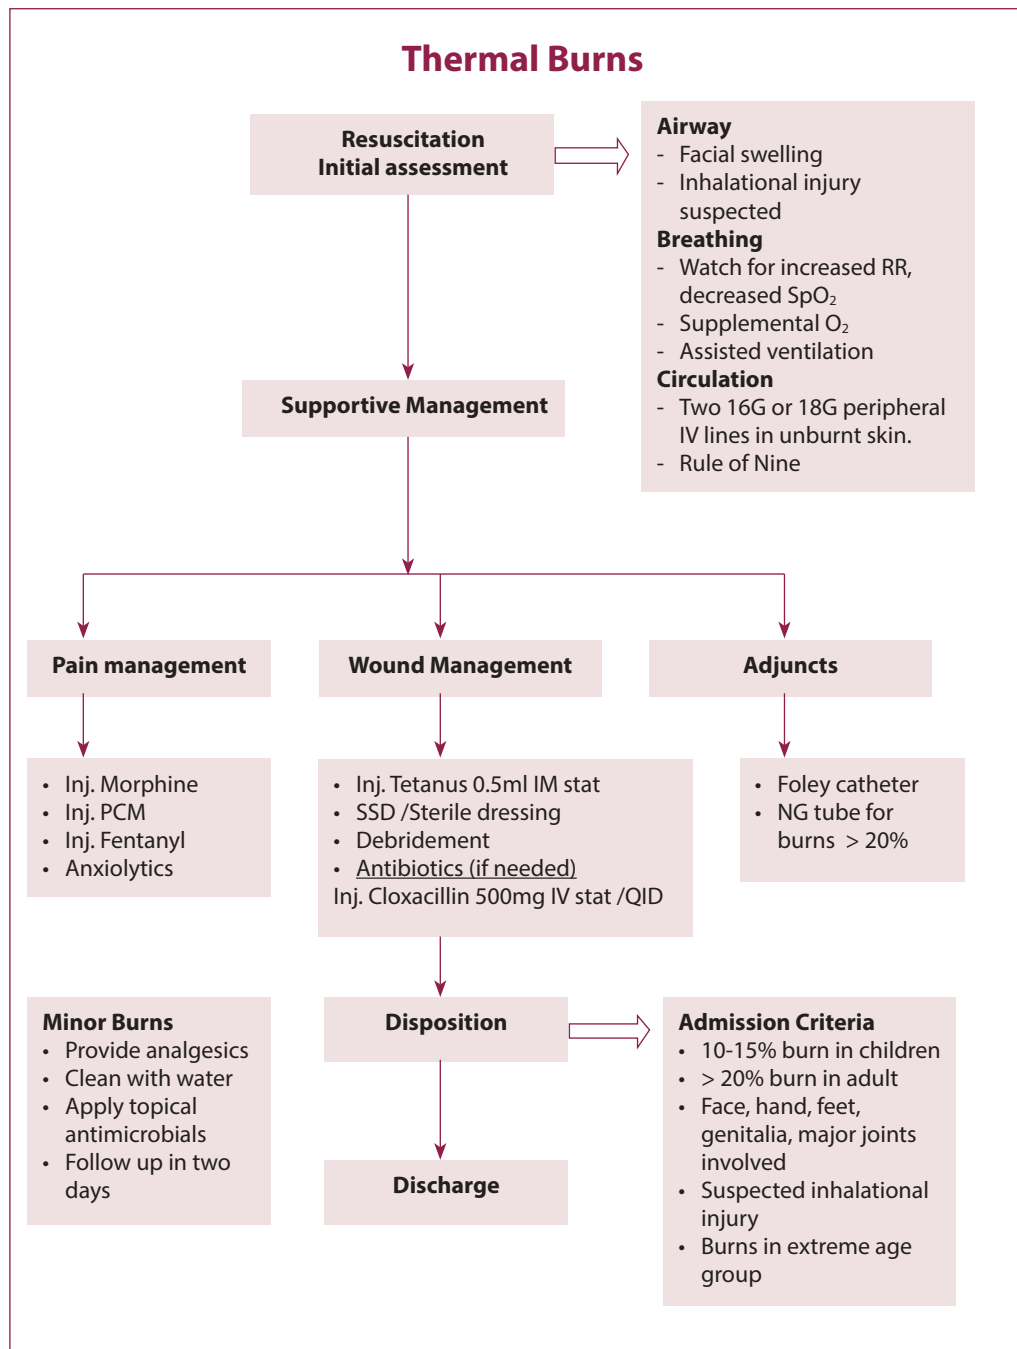 Thermal Burns
Resuscitation
Initial assessment
Airway
- Facial swelling
- Inhalational injury
suspected
Breathing
- Watch for increased RR,
decreased SpO₂
- Supplemental O₂
- Assisted ventilation
Circulation
- Two 16G or 18G peripheral
IV lines in unburnt skin.
- Rule of Nine
Supportive Management
Pain management
Wound Management
Adjuncts
• Inj. Morphine
• Inj. PCM
• Inj. Fentanyl
• Anxiolytics
• Inj. Tetanus 0.5ml IM stat
• SSD /Sterile dressing
• Debridement
• Antibiotics (if needed)
Inj. Cloxacillin 500mg IV stat /QID
• Foley catheter
• NG tube for
burns > 20%
Minor Burns
• Provide analgesics
• Clean with water
• Apply topical
antimicrobials
• Follow up in two
days
Disposition
Discharge
Admission Criteria
• 10-15% burn in children
• > 20% burn in adult
• Face, hand, feet,
genitalia, major joints
involved
• Suspected inhalational
injury
• Burns in extreme age
group